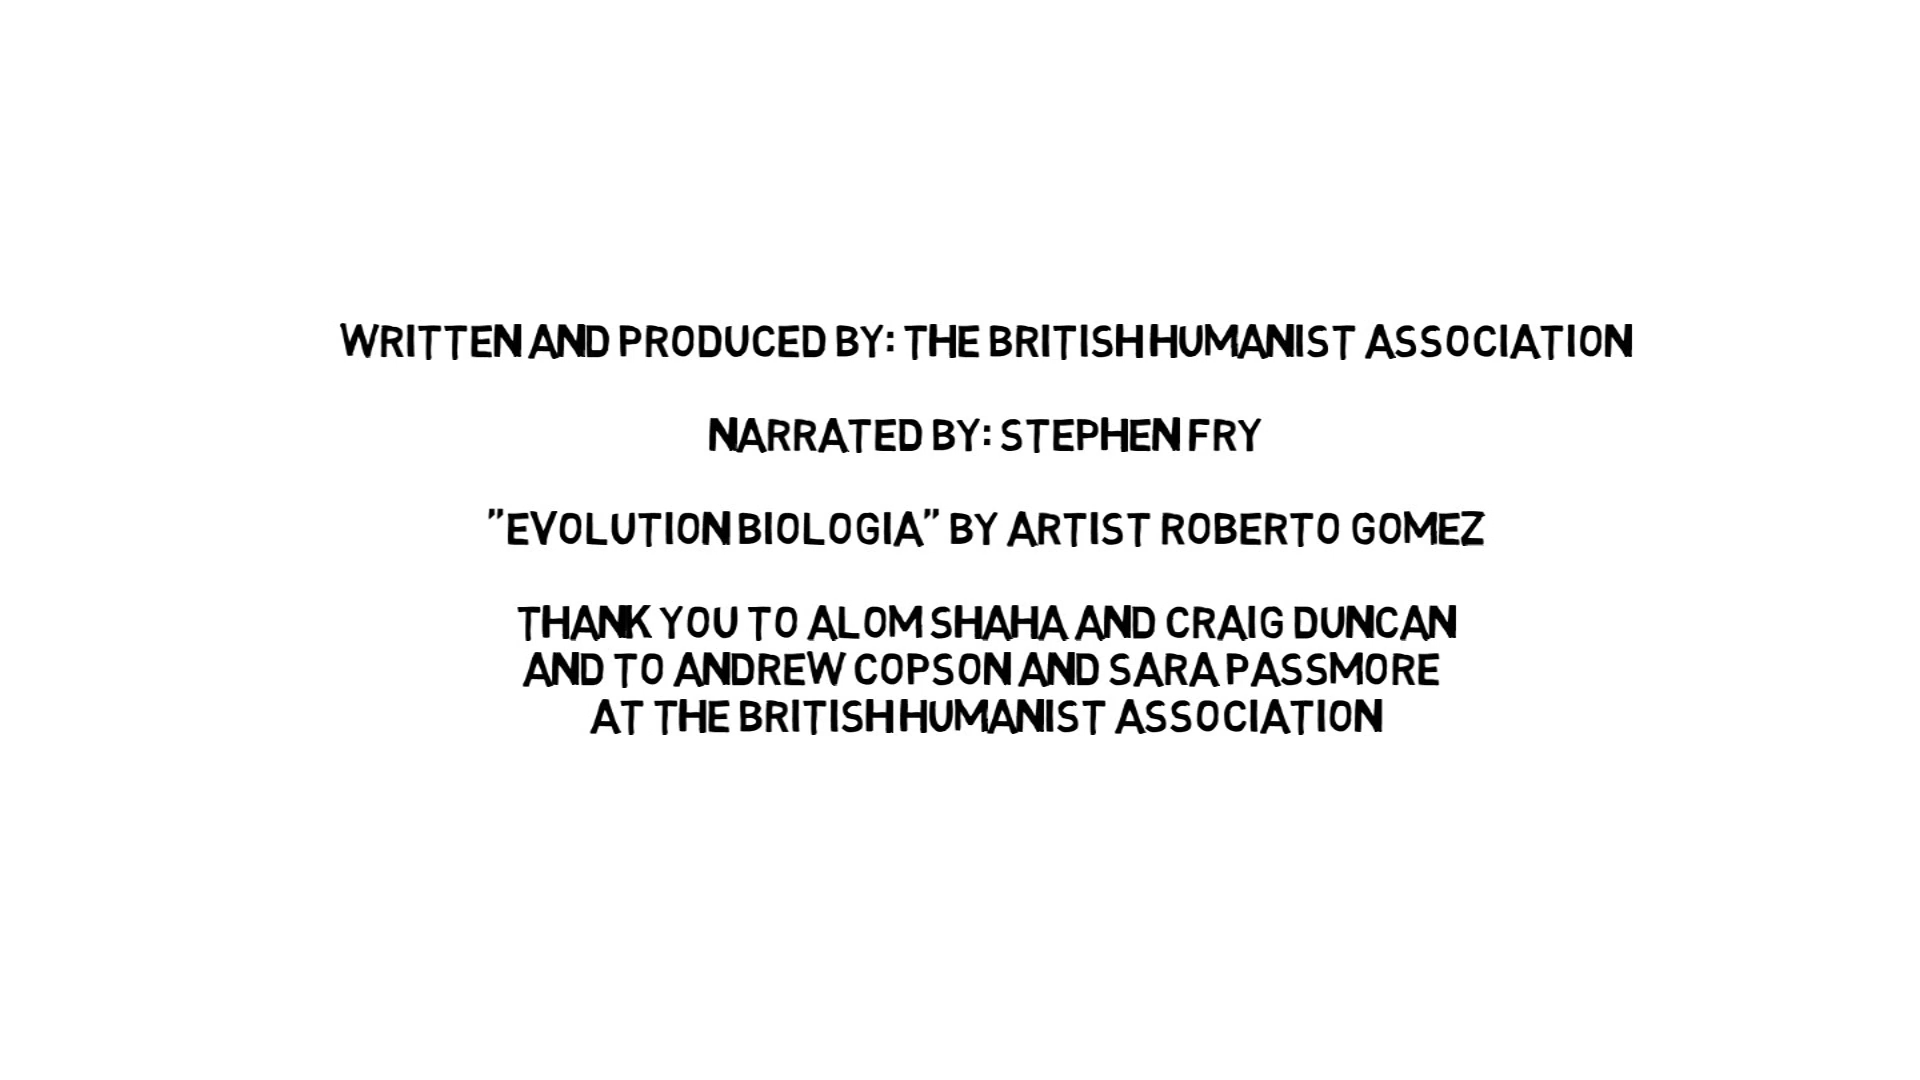 WRITTEN AND PRODUCED BY: THE BRITISH HUMANIST ASSOCIATION
NARRATED BY: STEPHEN FRY
"EVOLUTION BIOLOGIA" BY ARTIST ROBERTO GOMEZ
THANK YOU TO ALOM SHAHA AND CRAIG DUNCAN
AND TO ANDREW COPSON AND SARA PASSMORE
AT THE BRITISH HUMANIST ASSOCIATION